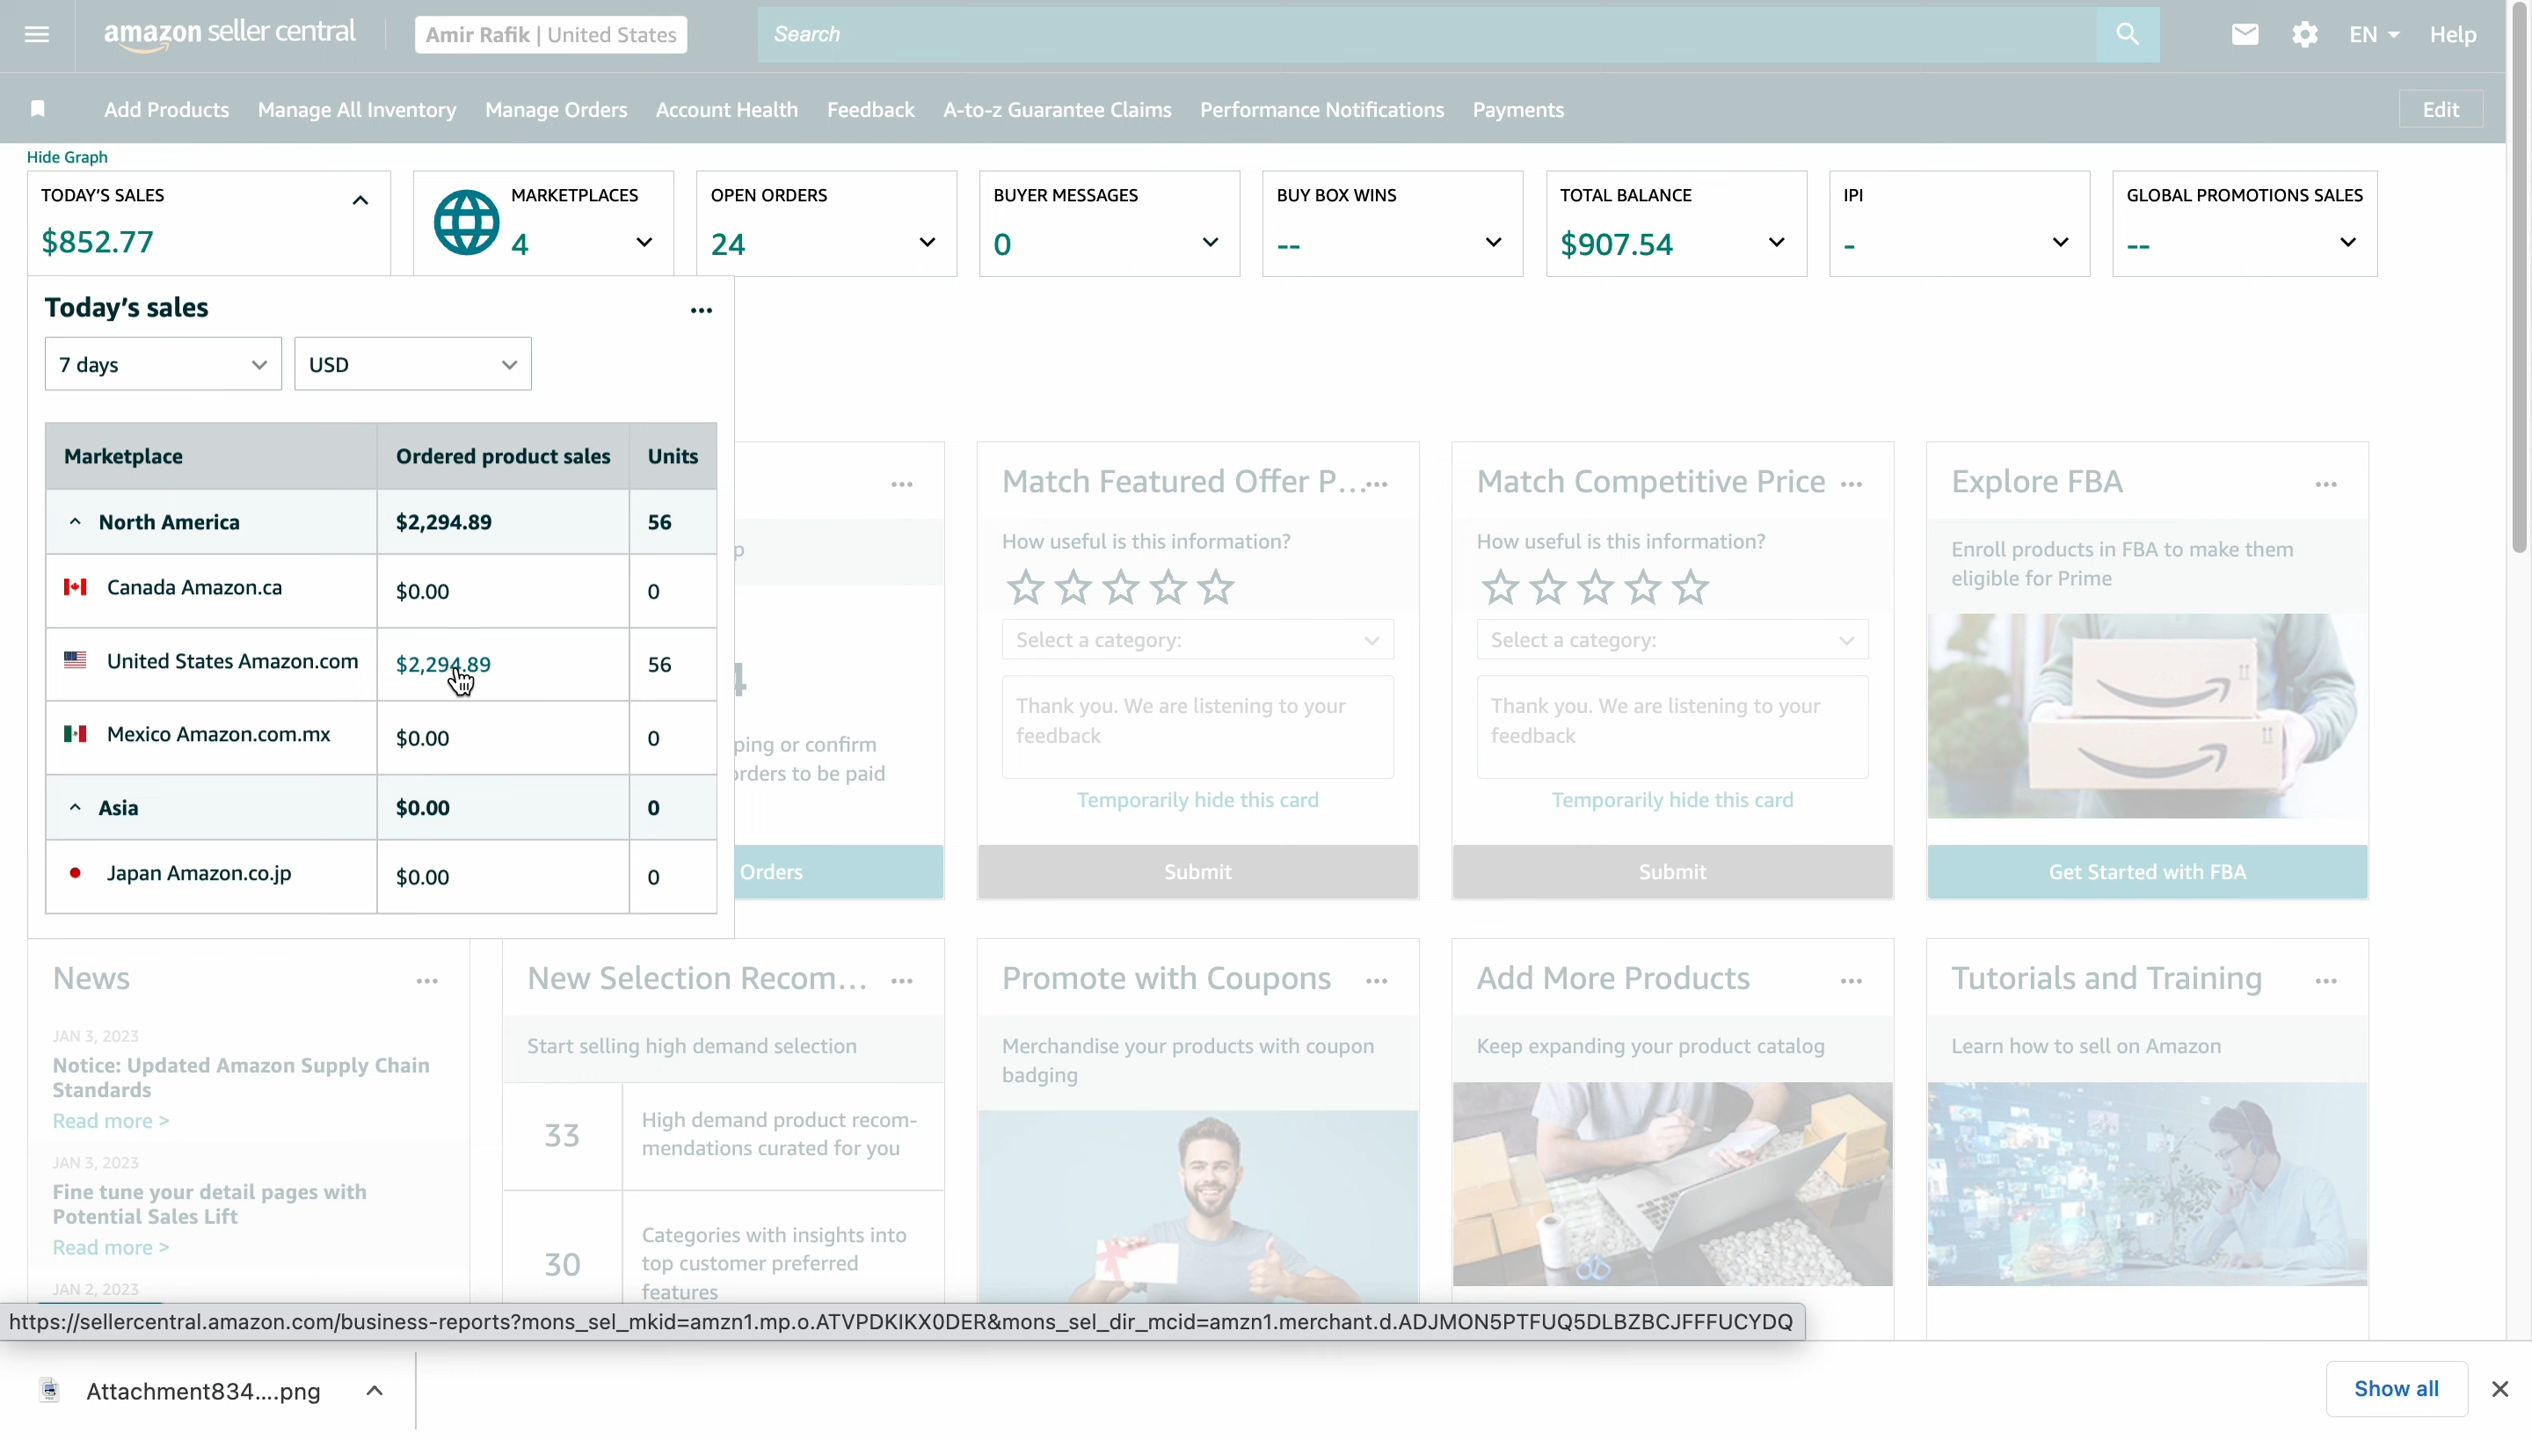 amazon seller central
Amir Rafik | United States
Search
EN
Help
Add Products
Manage All Inventory
Manage Orders
Account Health
Feedback
A-to-z Guarantee Claims
Performance Notifications
Payments
Edit
Hide Graph
TODAY'S SALES
$852.77
MARKETPLACES
4
OPEN ORDERS
24
BUYER MESSAGES
0
BUY BOX WINS
--
TOTAL BALANCE
$907.54
IPI
-
GLOBAL PROMOTIONS SALES
--
Today's sales
7 days
USD
Marketplace Ordered product sales Units
North America $2,294.89 56
Canada Amazon.ca $0.00 0
United States Amazon.com $2,294.89 56
Mexico Amazon.com.mx $0.00 0
Asia $0.00 0
Japan Amazon.co.jp $0.00 0
p
4
ping or confirm
orders to be paid
Orders
Match Featured Offer P...
How useful is this information?
Select a category:
Thank you. We are listening to your
feedback
Temporarily hide this card
Submit
Match Competitive Price
How useful is this information?
Select a category:
Thank you. We are listening to your
feedback
Temporarily hide this card
Submit
Explore FBA
Enroll products in FBA to make them
eligible for Prime
Get Started with FBA
News
JAN 3, 2023
Notice: Updated Amazon Supply Chain
Standards
Read more >
JAN 3, 2023
Fine tune your detail pages with
Potential Sales Lift
Read more >
JAN 2, 2023
New Selection Recom...
Start selling high demand selection
33
High demand product recom-
mendations curated for you
30
Categories with insights into
top customer preferred
features
Promote with Coupons
Merchandise your products with coupon
badging
Add More Products
Keep expanding your product catalog
Tutorials and Training
Learn how to sell on Amazon
https://sellercentral.amazon.com/business-reports?mons_sel_mkid=amzn1.mp.o.ATVPDKIKX0DER&mons_sel_dir_mcid=amzn1.merchant.d.ADJMON5PTFUQ5DLBZBCJFFFUCYDQ
Attachment834....png
Show all